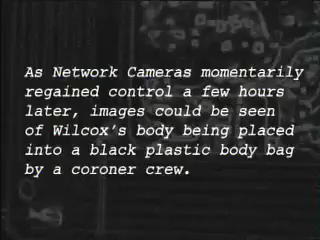 As Network Cameras momentarily
regained control a few hours
later, images could be seen
of Wilcox's body being placed
into a black plastic body bag
by a coroner crew.